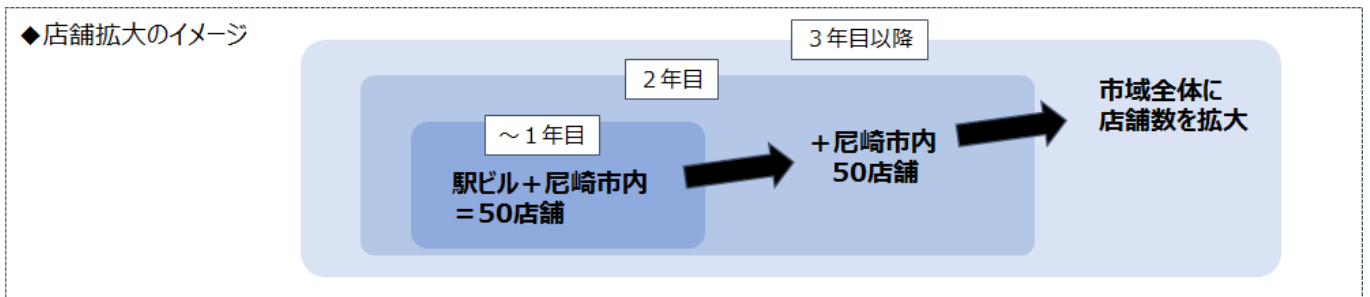 ◆店舗拡大のイメージ
３年目以降
２年目
～１年目
駅ビル＋尼崎市内
＝50店舗
＋尼崎市内
50店舗
市域全体に
店舗数を拡大